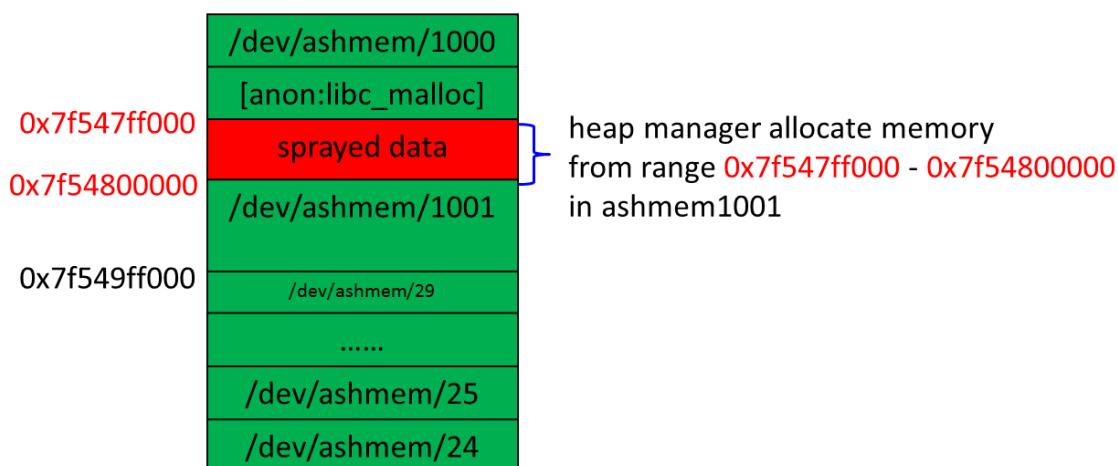 /dev/ashmem/1000
[anon:libc_malloc]
0x7f547ff000
sprayed data
0x7f54800000
/dev/ashmem/1001
0x7f549ff000
/dev/ashmem/29
......
/dev/ashmem/25
/dev/ashmem/24
heap manager allocate memory
from range 0x7f547ff000 - 0x7f54800000
in ashmem1001